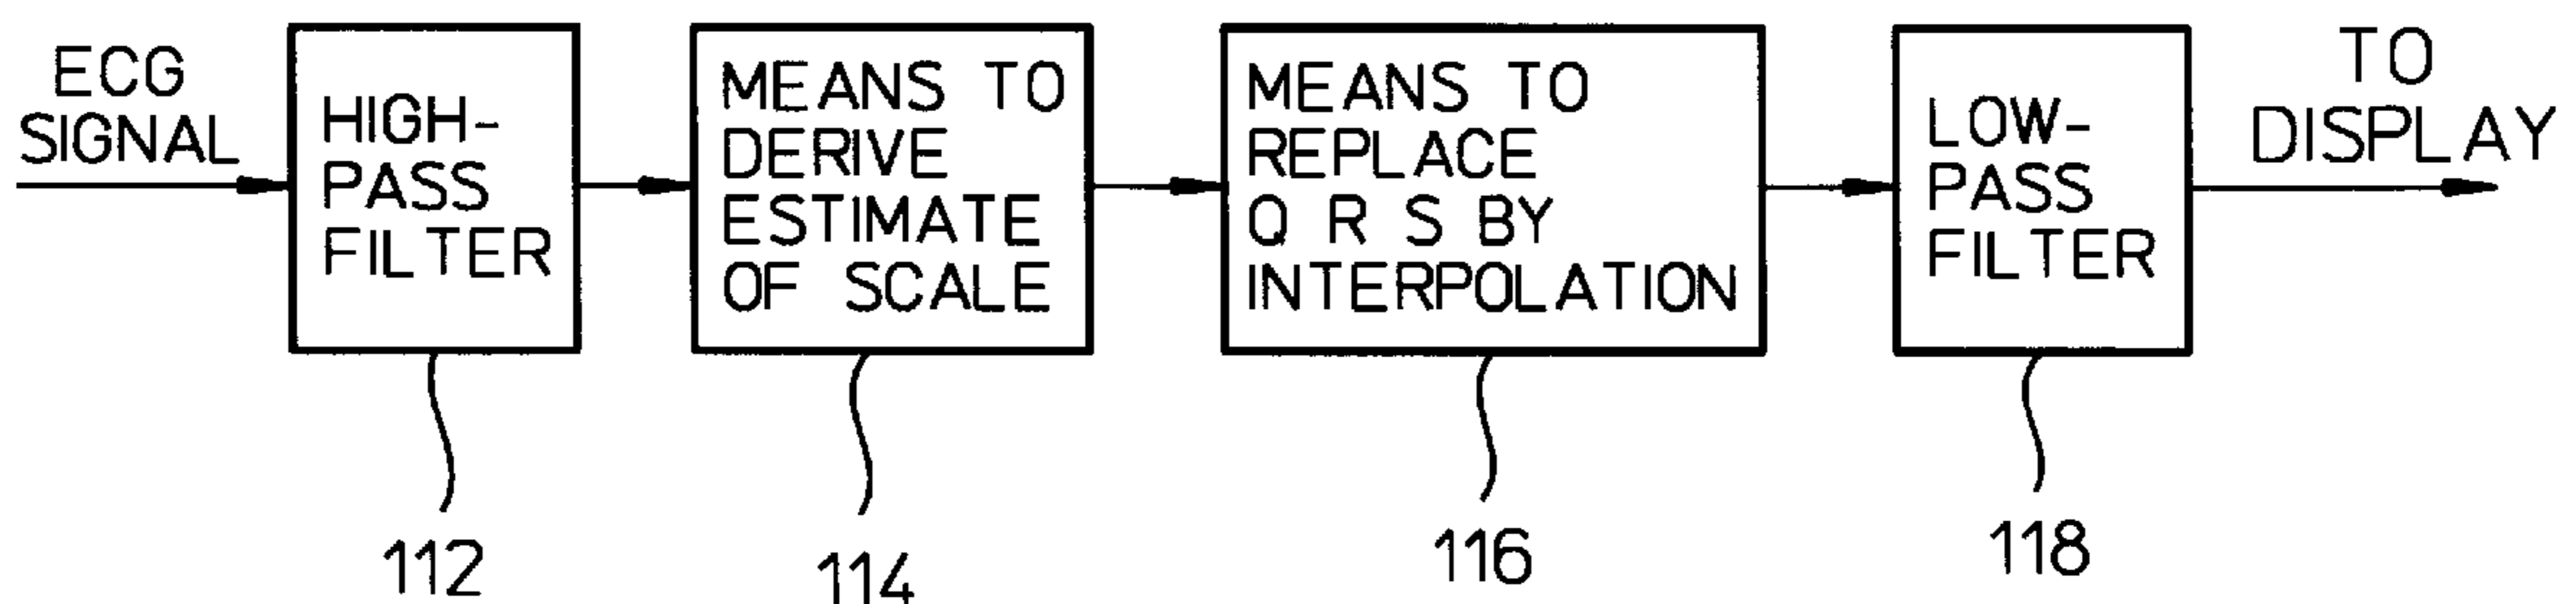 ECG
SIGNAL
HIGH-
PASS
FILTER
MEANS TO
DERIVE
ESTIMATE
OF SCALE
MEANS TO
REPLACE
Q R S BY
INTERPOLATION
LOW-
PASS
FILTER
TO
DISPLAY
112
114
116
118